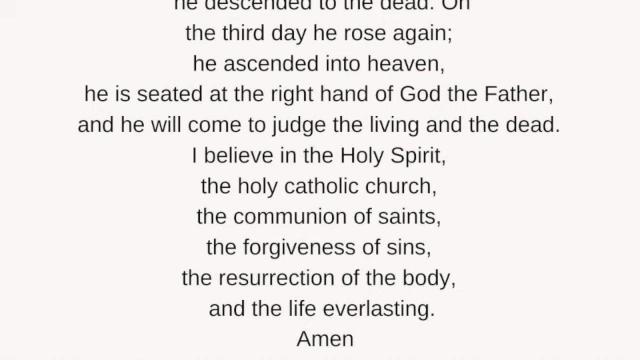 he descended to the dead. On
the third day he rose again;
he ascended into heaven,
he is seated at the right hand of God the Father,
and he will come to judge the living and the dead.
I believe in the Holy Spirit,
the holy catholic church,
the communion of saints,
the forgiveness of sins,
the resurrection of the body,
and the life everlasting.
Amen